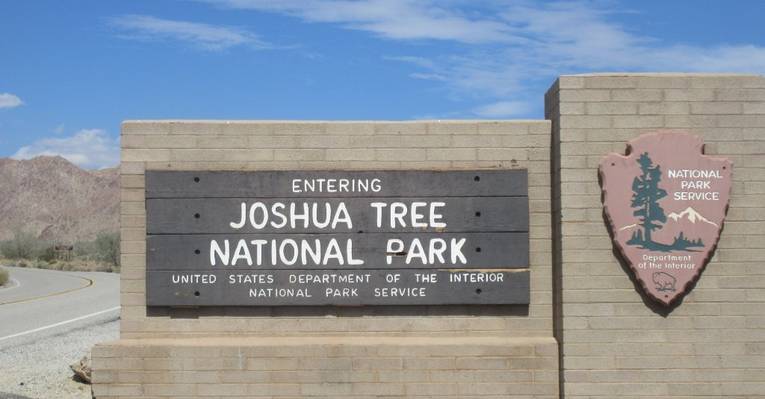 ENTERING
JOSHUA TREE
NATIONAL PARK
UNITED STATES DEPARTMENT OF THE INTERIOR
NATIONAL PARK SERVICE
NATIONAL
PARK
SERVICE
Department
of the Interior